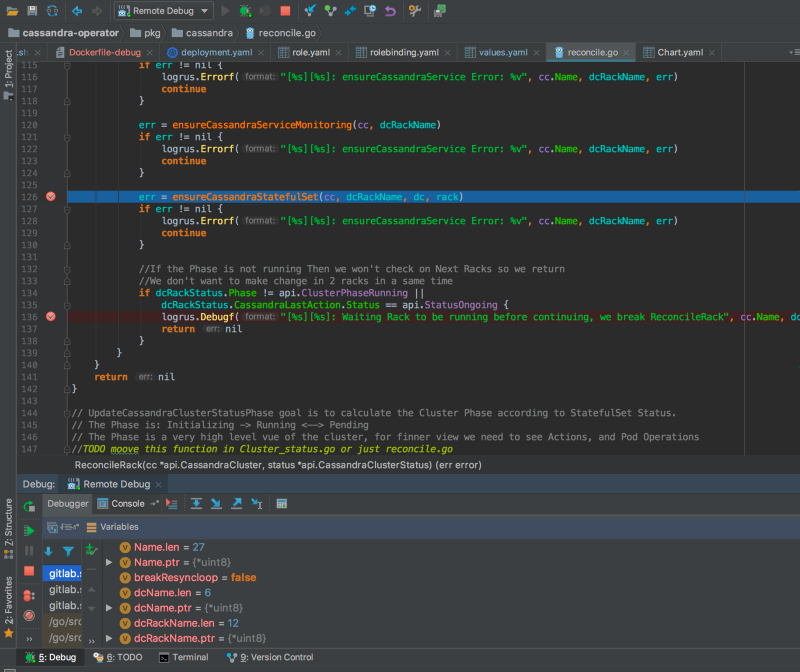 Remote Debug
cassandra-operator pkg cassandra reconcile.go
.sh Dockerfile-debug deployment.yaml role.yaml rolebinding.yaml values.yaml reconcile.go Chart.yaml
1: Project
115 if err != nil {
116 logrus.Errorf( format: "[%s][%s]: ensureCassandraService Error: %v", cc.Name, dcRackName, err)
117 continue
118 }
119
120 err = ensureCassandraServiceMonitoring(cc, dcRackName)
121 if err != nil {
122 logrus.Errorf( format: "[%s][%s]: ensureCassandraService Error: %v", cc.Name, dcRackName, err)
123 continue
124 }
125
126 err = ensureCassandraStatefulSet(cc, dcRackName, dc, rack)
127 if err != nil {
128 logrus.Errorf( format: "[%s][%s]: ensureCassandraService Error: %v", cc.Name, dcRackName, err)
129 continue
130 }
131
132 //If the Phase is not running Then we won't check on Next Racks so we return
133 //We don't want to make change in 2 racks in a same time
134 if dcRackStatus.Phase != api.ClusterPhaseRunning ||
135 dcRackStatus.CassandraLastAction.Status == api.StatusOngoing {
136 logrus.Debugf( format: "[%s][%s]: Waiting Rack to be running before continuing, we break ReconcileRack", cc.Name, dc
137 return err: nil
138 }
139 }
140 }
141 return err: nil
142 }
143
144 // UpdateCassandraClusterStatusPhase goal is to calculate the Cluster Phase according to StatefulSet Status.
145 // The Phase is: Initializing -> Running <--> Pending
146 // The Phase is a very high level vue of the cluster, for finner view we need to see Actions, and Pod Operations
147 //TODO moove this function in Cluster_status.go or just recocile.go
ReconcileRack(cc *api.CassandraCluster, status *api.CassandraClusterStatus) (err error)
Debug: Remote Debug
Debugger Console
Variables
7: Structure
2: Favorites
gitlab.s
gitlab.s
gitlab.s
/go/src
/go/src
Name.len = 27
Name.ptr = {*uint8}
breakResyncloop = false
dcName.len = 6
dcName.ptr = {*uint8}
dcRackName.len = 12
dcRackName.ptr = {*uint8}
5: Debug 6: TODO Terminal 9: Version Control